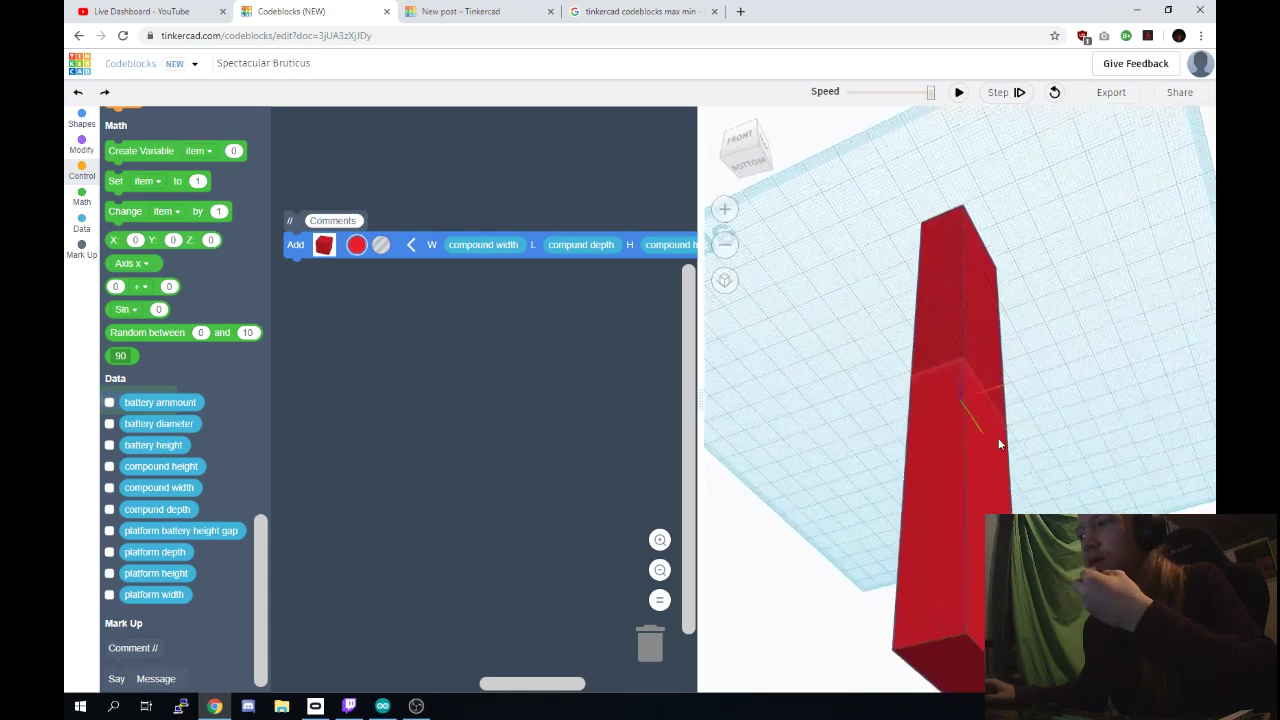 Live Dashboard - YouTube
Codeblocks (NEW)
New post – Tinkercad
tinkercad codeblocks max min -
tinkercad.com/codeblocks/edit?doc=3jUA3zXjJDy
TIN
KER
CAD
Codeblocks NEW Spectacular Bruticus Give Feedback
Speed Step Export Share
Shapes
Modify
Control
Math
Data
Mark Up
Math
Create Variable item 0
Set item to 1
Change item by 1
X: 0 Y: 0 Z: 0
Axis x
0 + 0
Sin 0
Random between 0 and 10
90
Data
battery ammount
battery diameter
battery height
compound height
compound width
compund depth
platform battery height gap
platform depth
platform height
platform width
Mark Up
Comment //
Say Message
// Comments
Add W compound width L compund depth H compound h
FRONT
BOTTOM